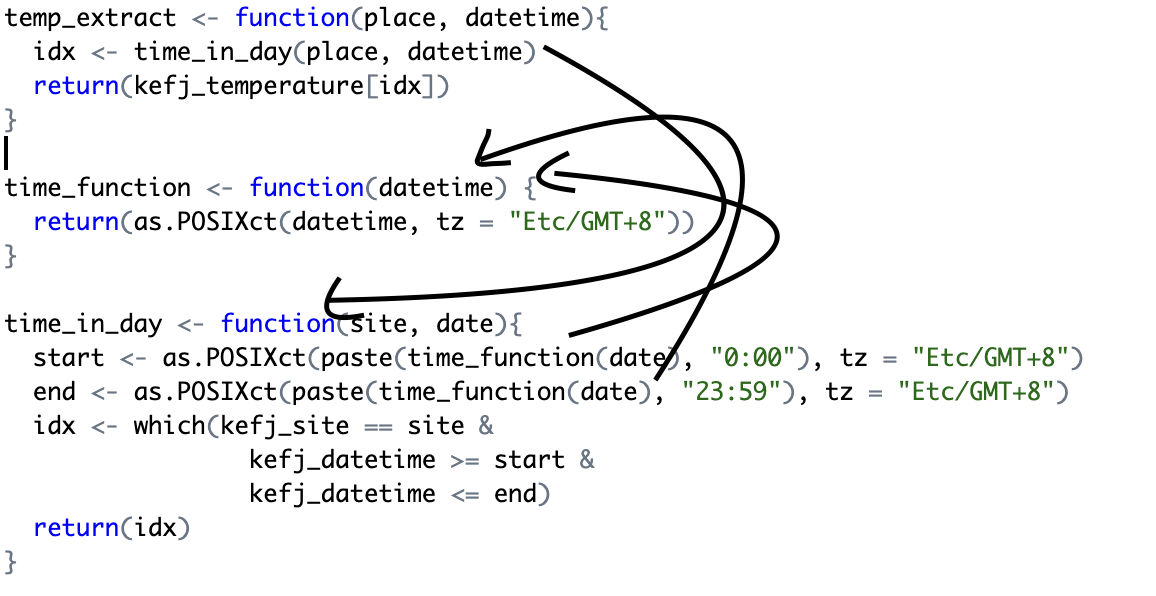 temp_extract <- function(place, datetime){
  idx <- time_in_day(place, datetime)
  return(kefj_temperature[idx])
}
time_function <- function(datetime) {
  return(as.POSIXct(datetime, tz = "Etc/GMT+8"))
}
time_in_day <- function(site, date){
  start <- as.POSIXct(paste(time_function(date), "0:00"), tz = "Etc/GMT+8")
  end <- as.POSIXct(paste(time_function(date), "23:59"), tz = "Etc/GMT+8")
  idx <- which(kefj_site == site &
                 kefj_datetime >= start &
                 kefj_datetime <= end)
  return(idx)
}